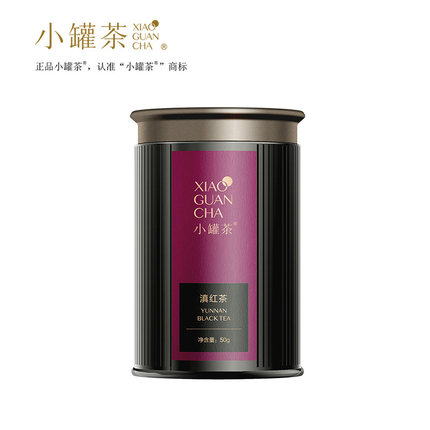 小罐茶 XIAO
GUAN
CHA ®
正品小罐茶®，认准“小罐茶®”商标
XIAO
GUAN
CHA
小罐茶®
滇红茶
YUNNAN
BLACK TEA
净含量：50g